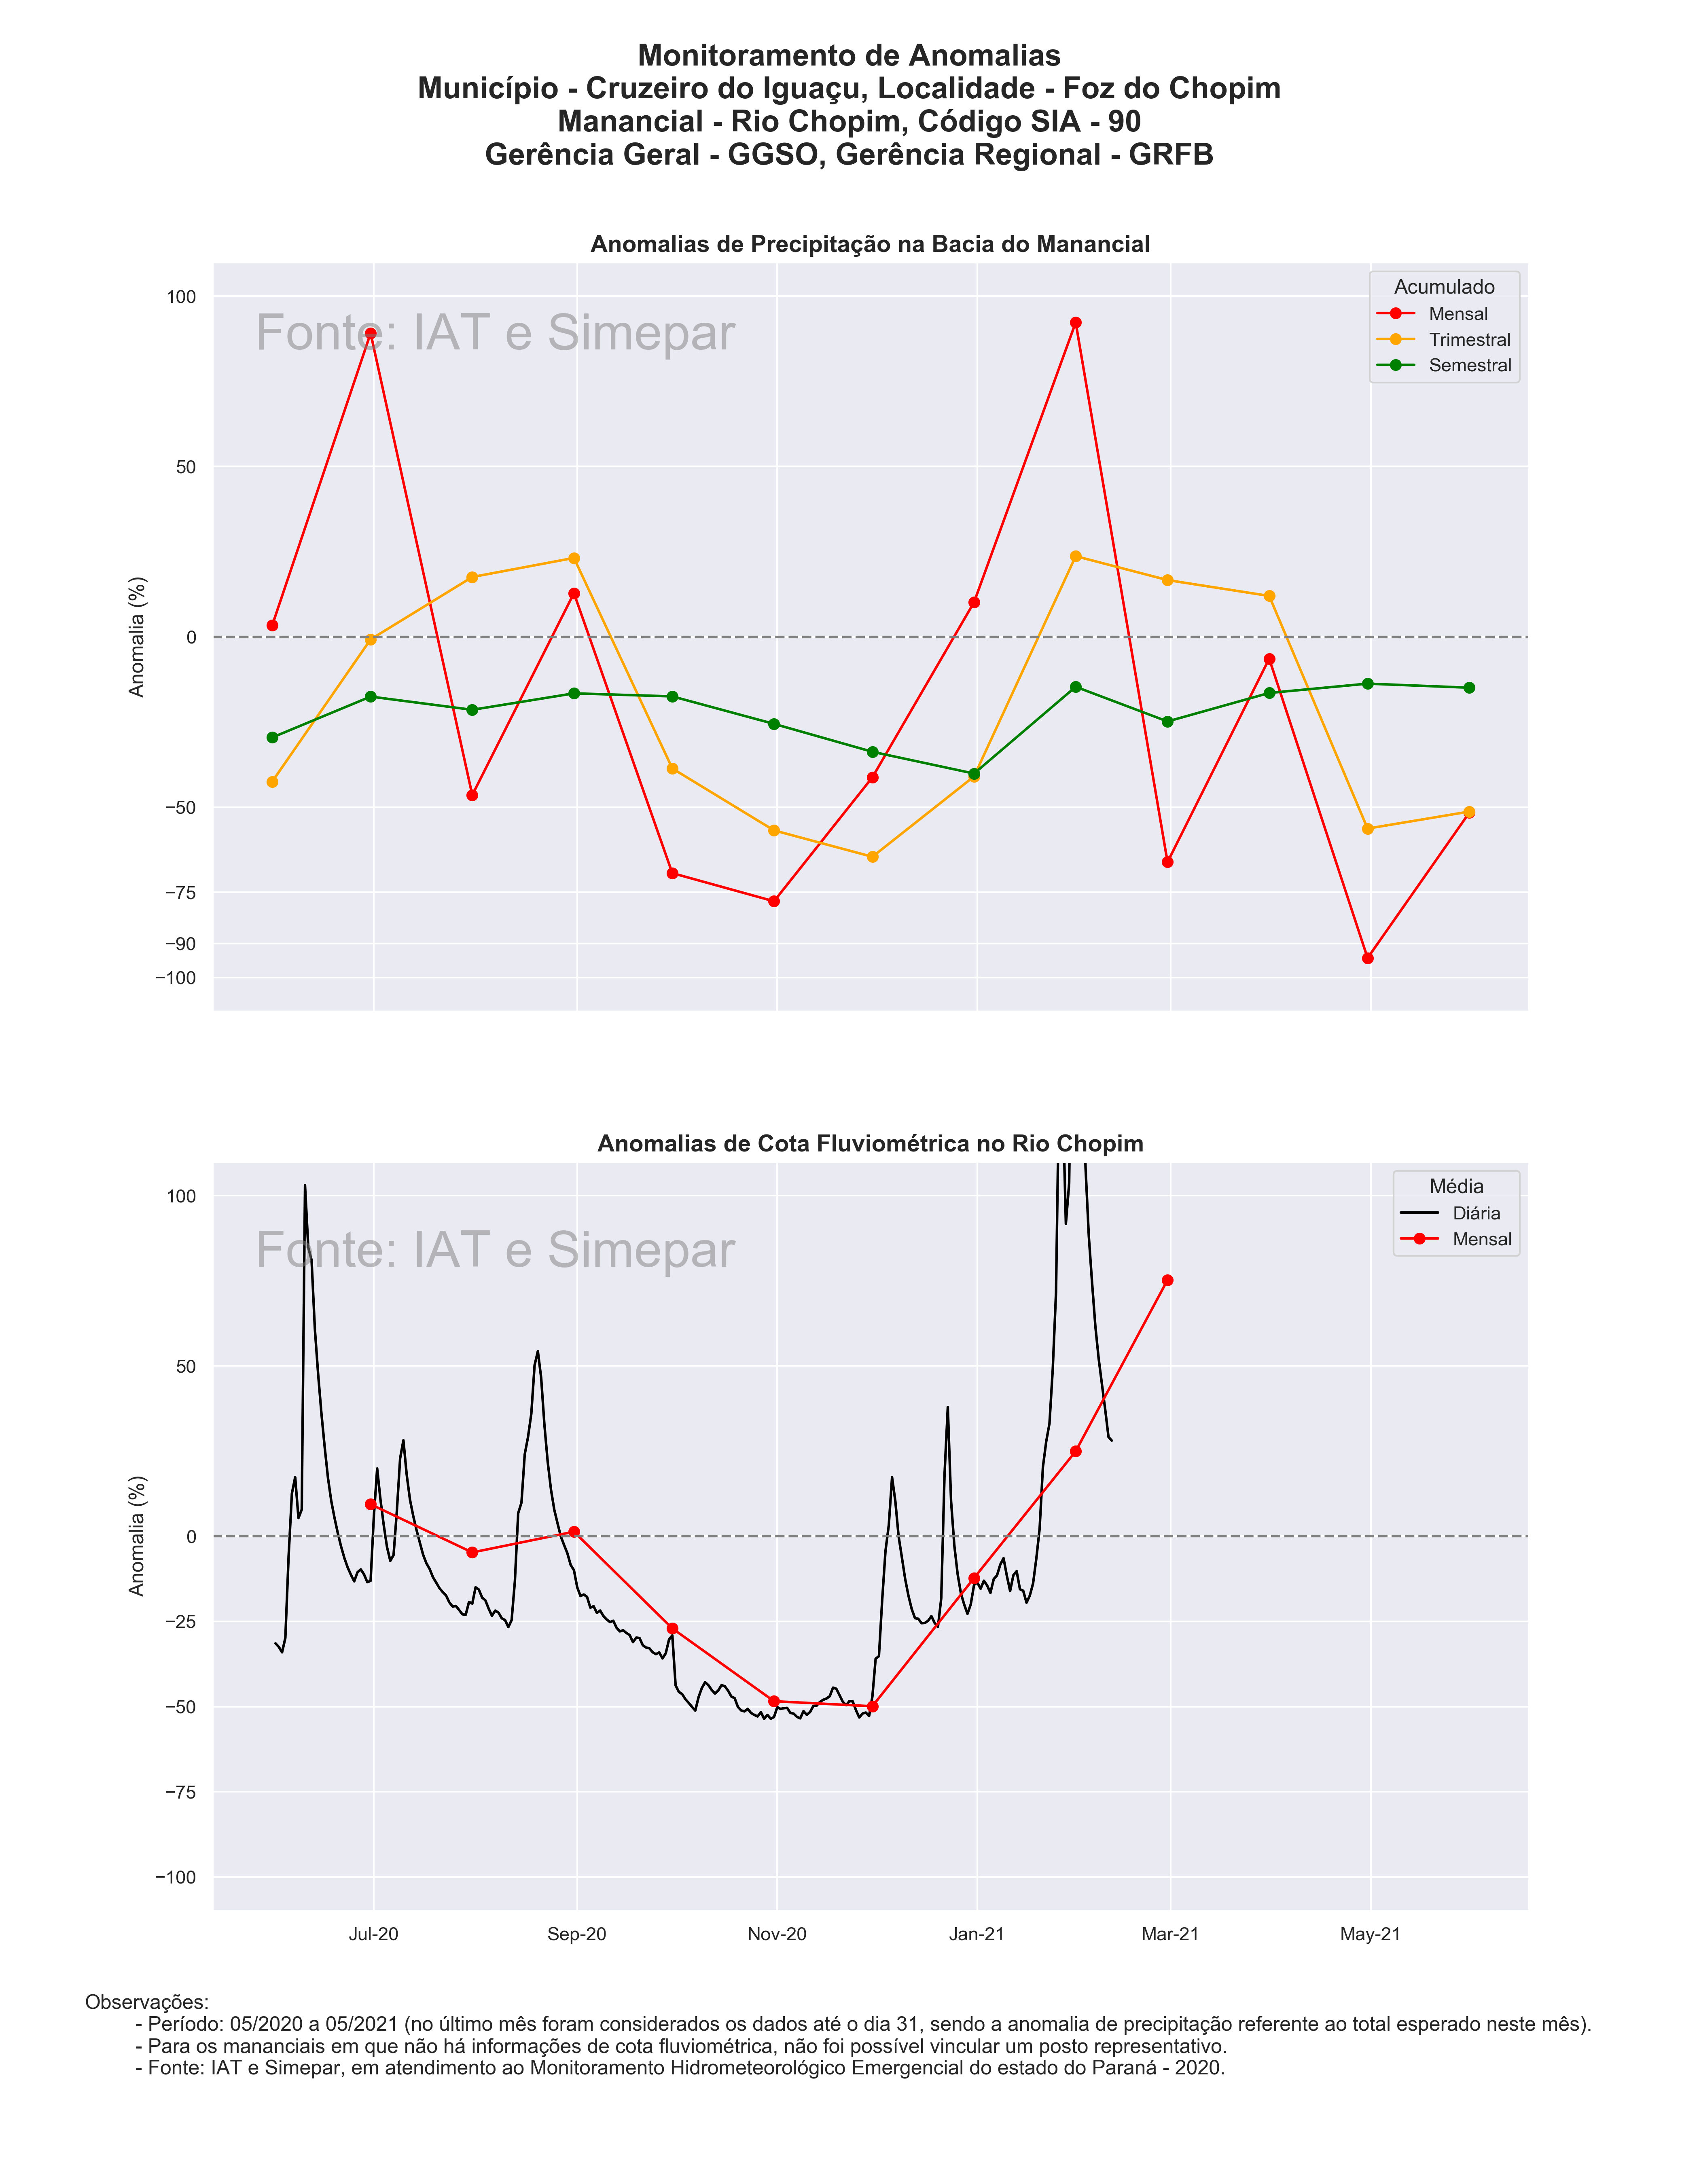 Monitoramento de Anomalias
Município - Cruzeiro do Iguaçu, Localidade - Foz do Chopim
Manancial - Rio Chopim, Código SIA - 90
Gerência Geral - GGSO, Gerência Regional - GRFB
Anomalias de Precipitação na Bacia do Manancial
Fonte: IAT e Simepar
Acumulado
Mensal
Trimestral
Semestral
Anomalia (%)
100
50
0
−50
−75
−90
−100
Anomalias de Cota Fluviométrica no Rio Chopim
Fonte: IAT e Simepar
Média
Diária
Mensal
Anomalia (%)
100
50
0
−25
−50
−75
−100
Jul-20
Sep-20
Nov-20
Jan-21
Mar-21
May-21
Observações:
- Período: 05/2020 a 05/2021 (no último mês foram considerados os dados até o dia 31, sendo a anomalia de precipitação referente ao total esperado neste mês).
- Para os mananciais em que não há informações de cota fluviométrica, não foi possível vincular um posto representativo.
- Fonte: IAT e Simepar, em atendimento ao Monitoramento Hidrometeorológico Emergencial do estado do Paraná - 2020.